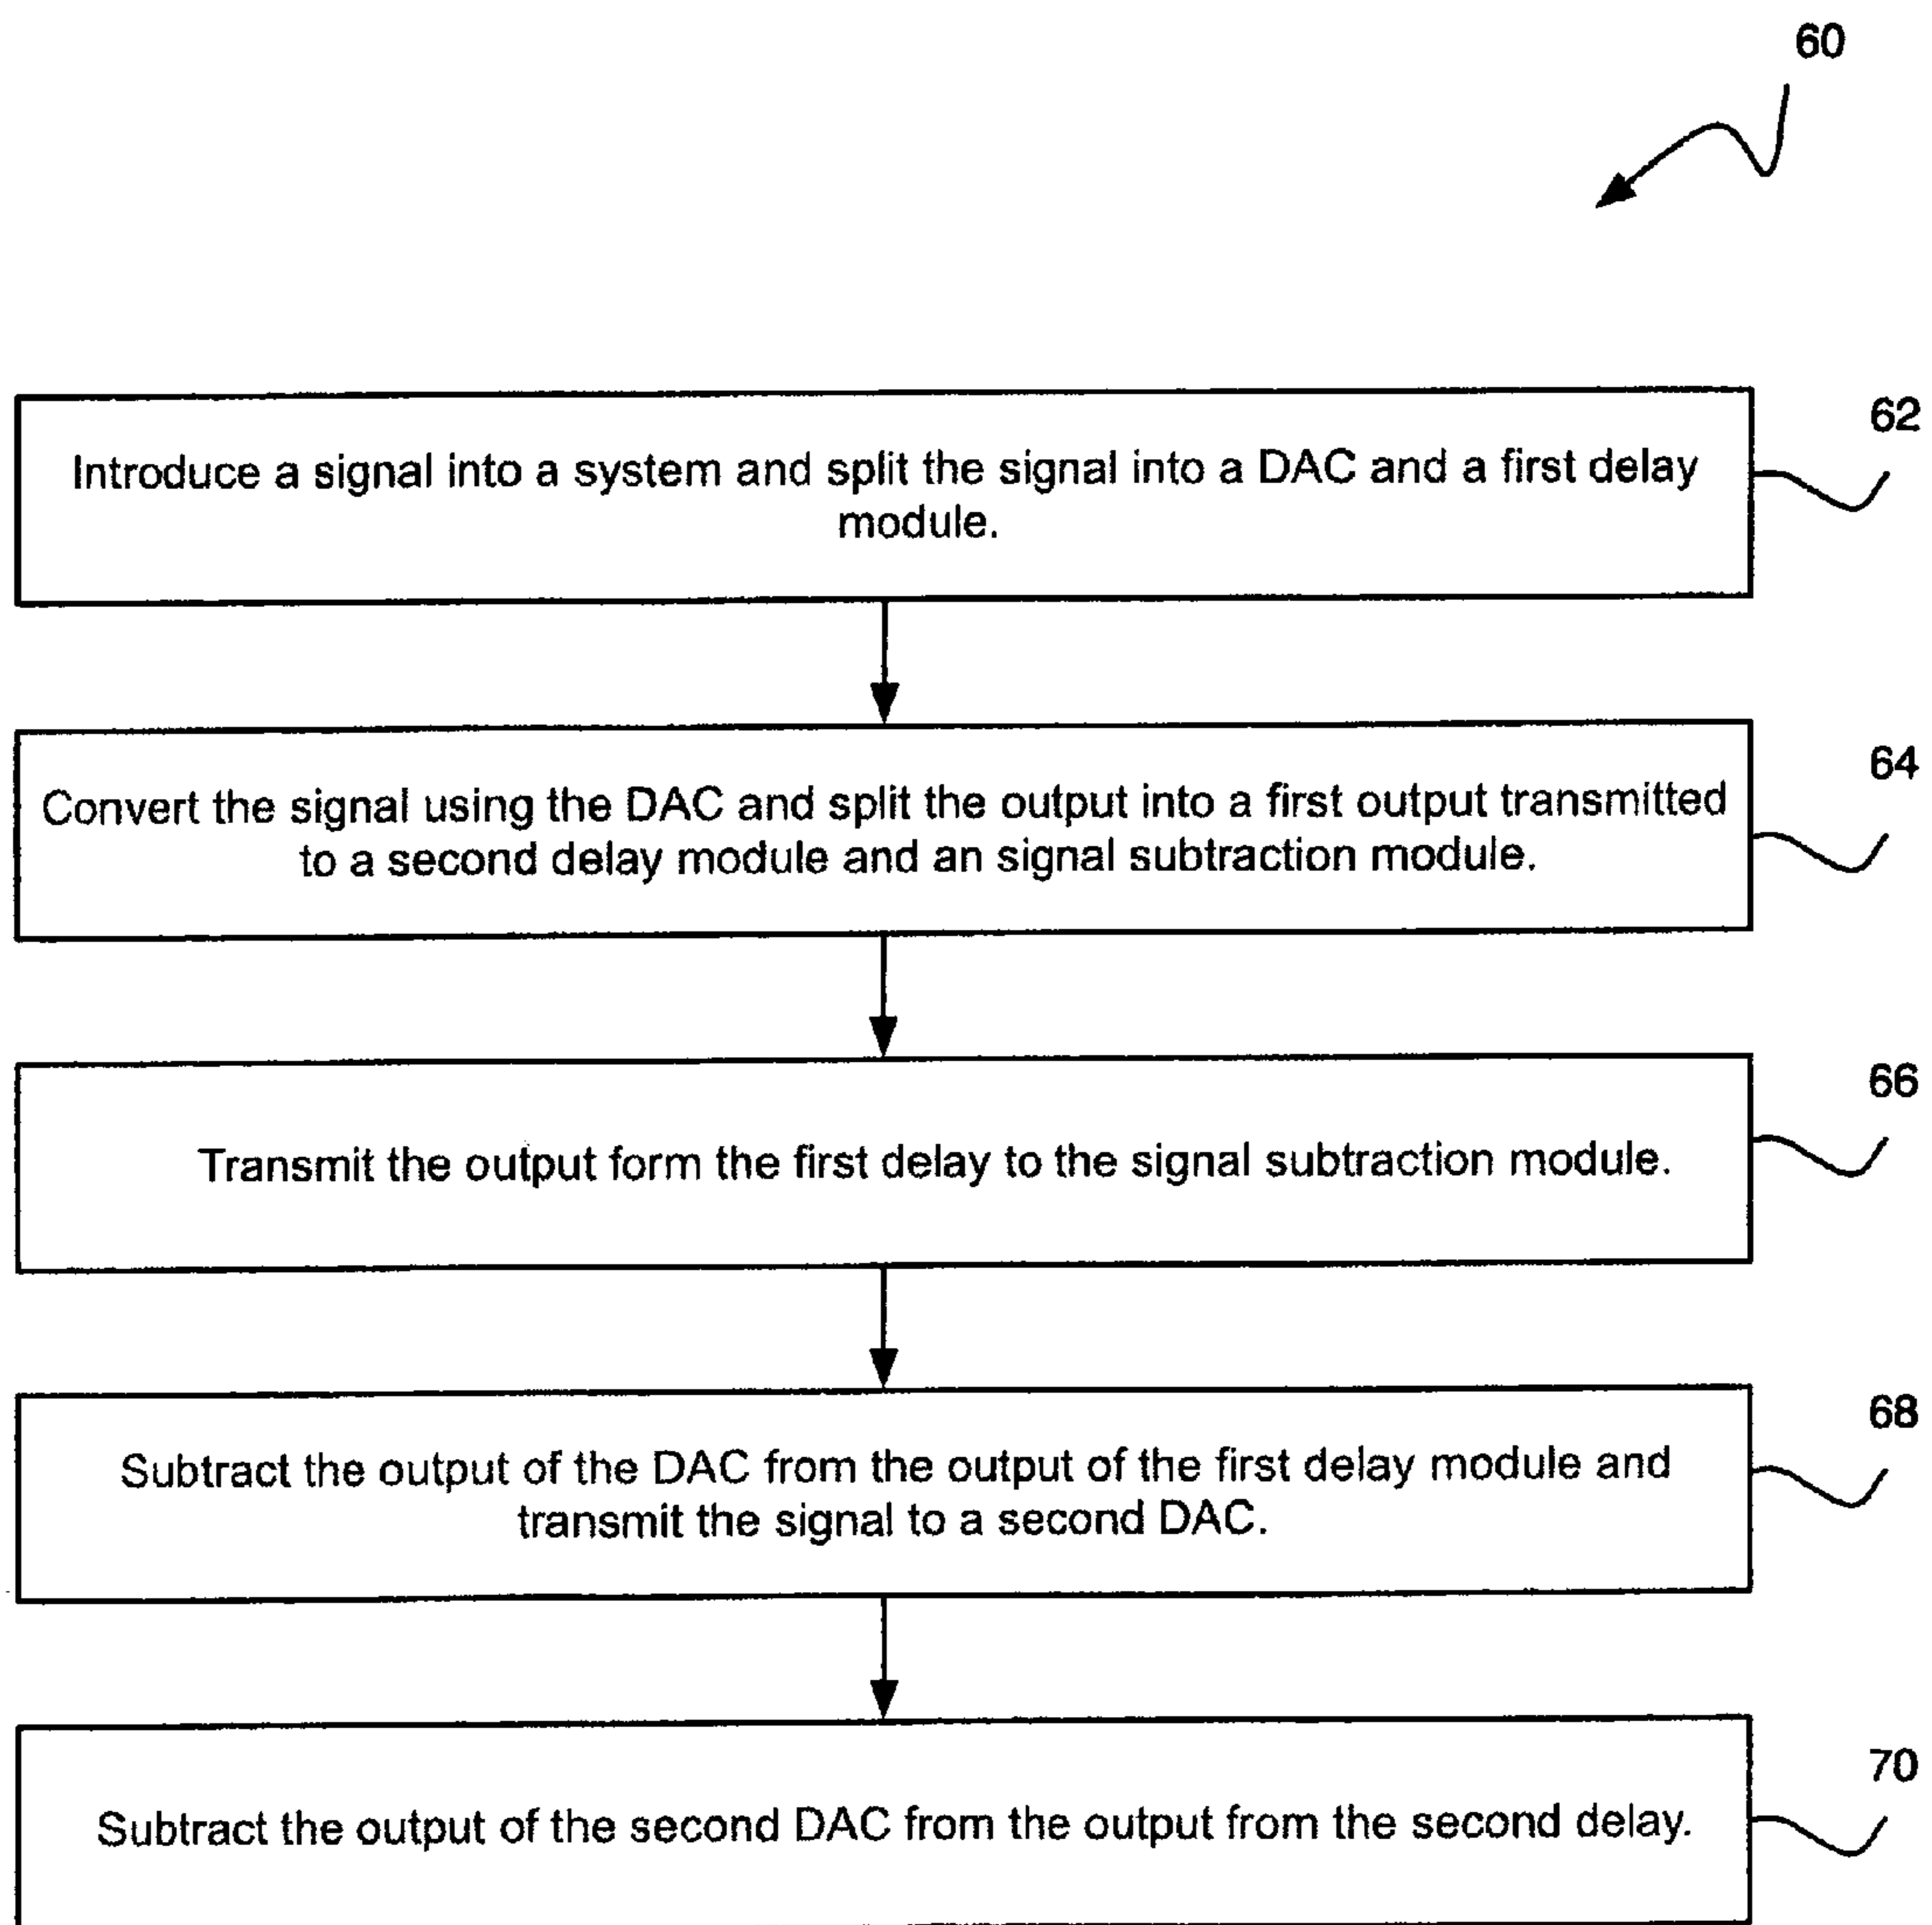 60
62
Introduce a signal into a system and split the signal into a DAC and a first delay
module.
64
Convert the signal using the DAC and split the output into a first output transmitted
to a second delay module and an signal subtraction module.
66
Transmit the output form the first delay to the signal subtraction module.
68
Subtract the output of the DAC from the output of the first delay module and
transmit the signal to a second DAC.
70
Subtract the output of the second DAC from the output from the second delay.